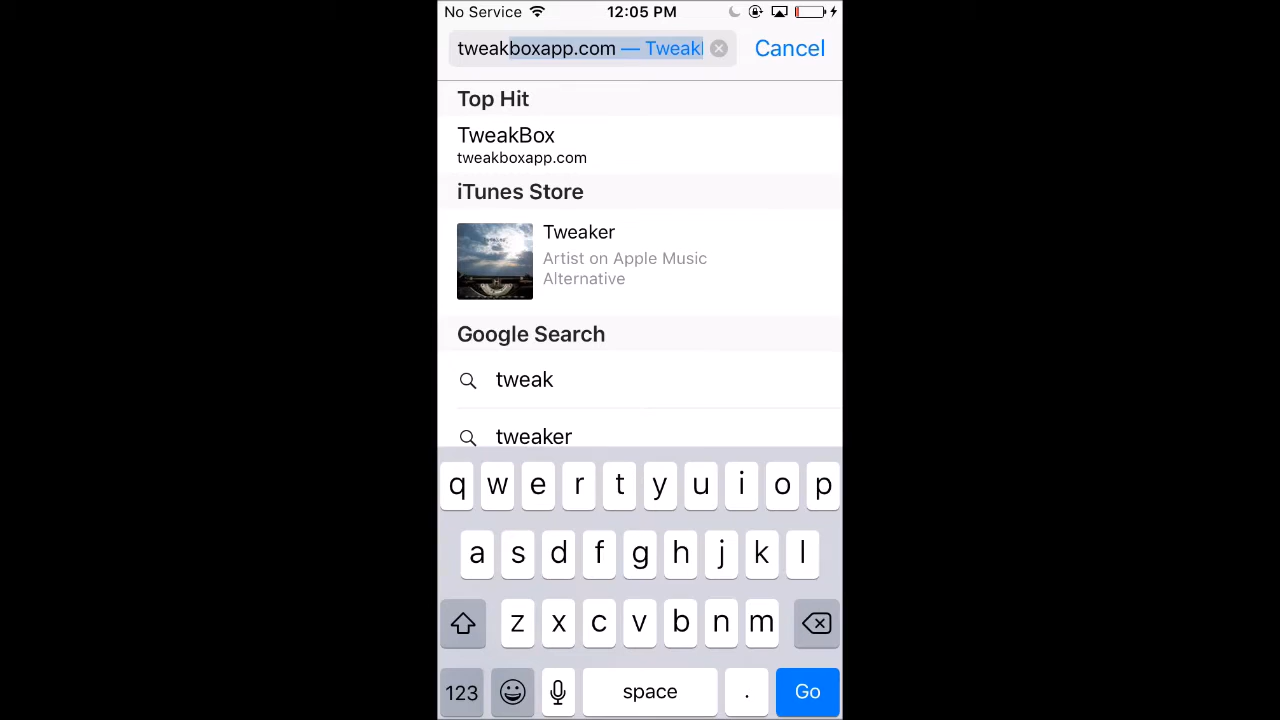 No Service 12:05 PM
tweakboxapp.com — Tweak Cancel
Top Hit
TweakBox
tweakboxapp.com
iTunes Store
Tweaker
Artist on Apple Music
Alternative
Google Search
tweak
tweaker
q w e r t y u i o p
a s d f g h j k l
z x c v b n m
123 space . Go